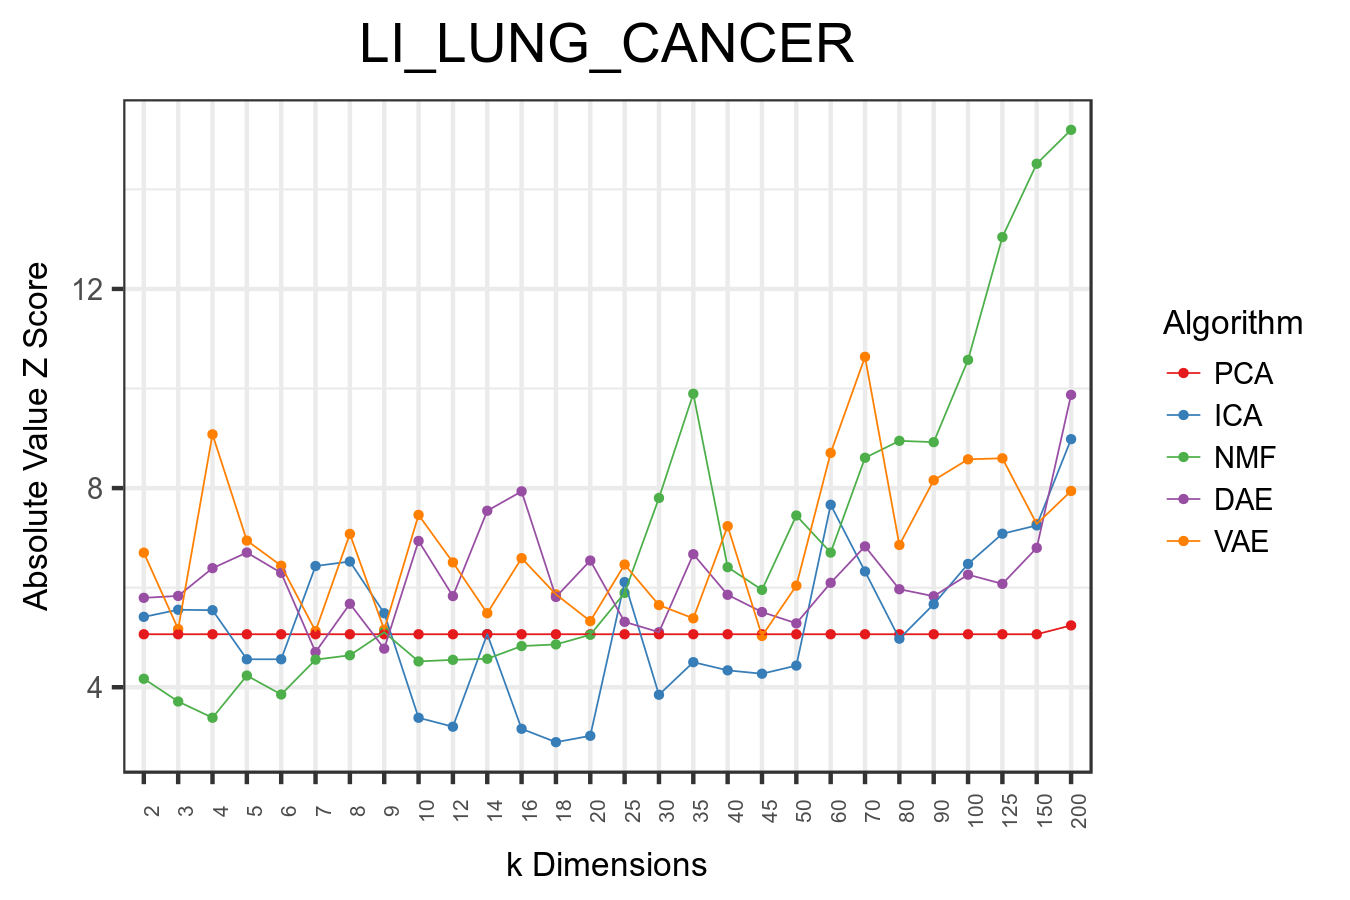 LI_LUNG_CANCER
Absolute Value Z Score
12
8
4
2 3 4 5 6 7 8 9 10 12 14 16 18 20 25 30 35 40 45 50 60 70 80 90 100 125 150 200
k Dimensions
Algorithm
PCA
ICA
NMF
DAE
VAE